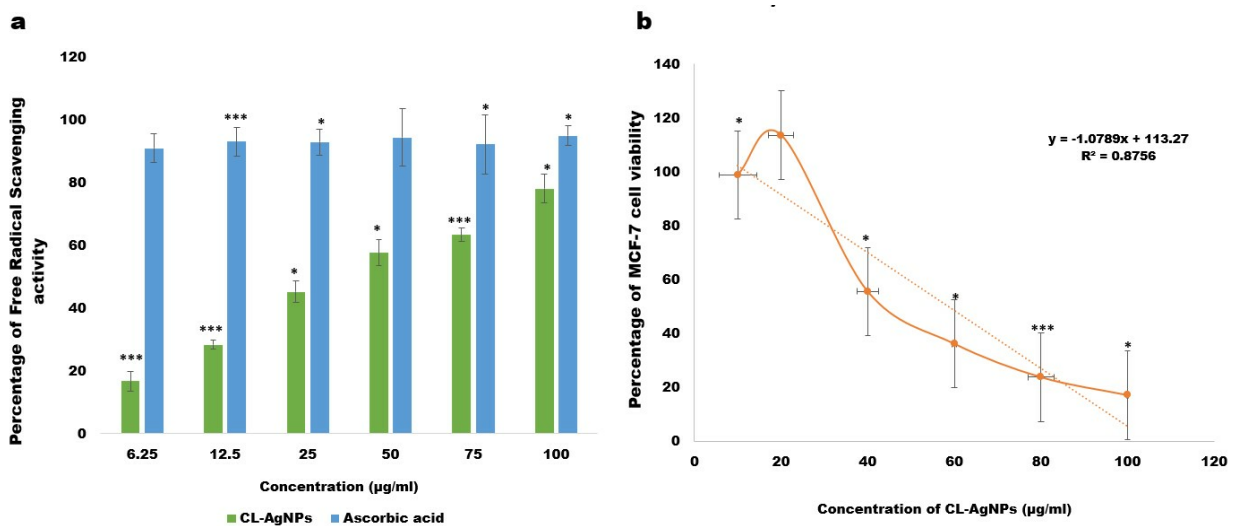 a
120
100
80
60
40
20
0
Percentage of Free Radical Scavenging
activity
***
***
*
*
***
*
***
*
*
*
6.25 12.5 25 50 75 100
Concentration (µg/ml)
CL-AgNPs Ascorbic acid
b
140
120
100
80
60
40
20
0
Percentage of MCF-7 cell viability
y = -1.0789x + 113.27
R² = 0.8756
*
*
*
***
*
0 20 40 60 80 100 120
Concentration of CL-AgNPs (µg/ml)